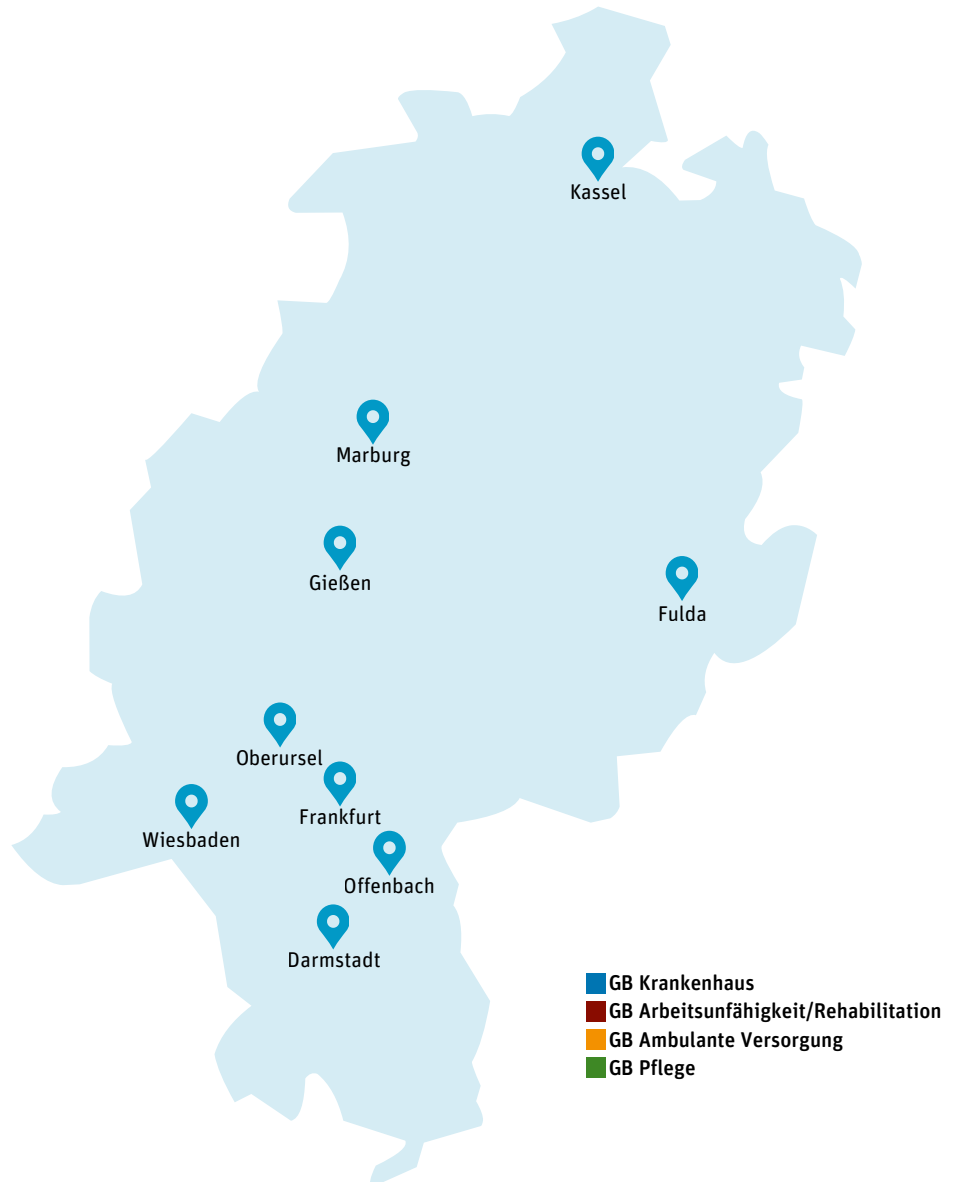 Kassel
Marburg
Gießen
Fulda
Oberursel
Frankfurt
Wiesbaden
Offenbach
Darmstadt
GB Krankenhaus
GB Arbeitsunfähigkeit/Rehabilitation
GB Ambulante Versorgung
GB Pflege